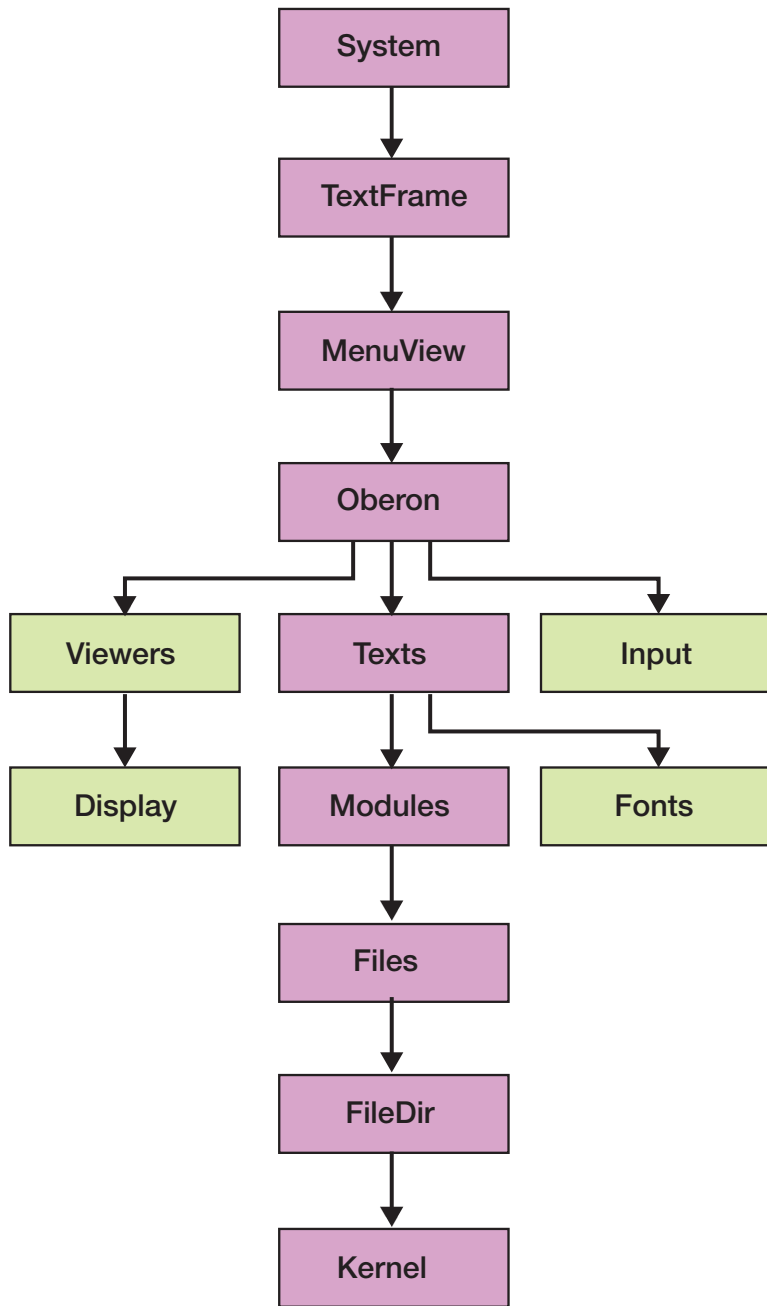 System
TextFrame
MenuView
Oberon
Viewers
Texts
Input
Display
Modules
Fonts
Files
FileDir
Kernel